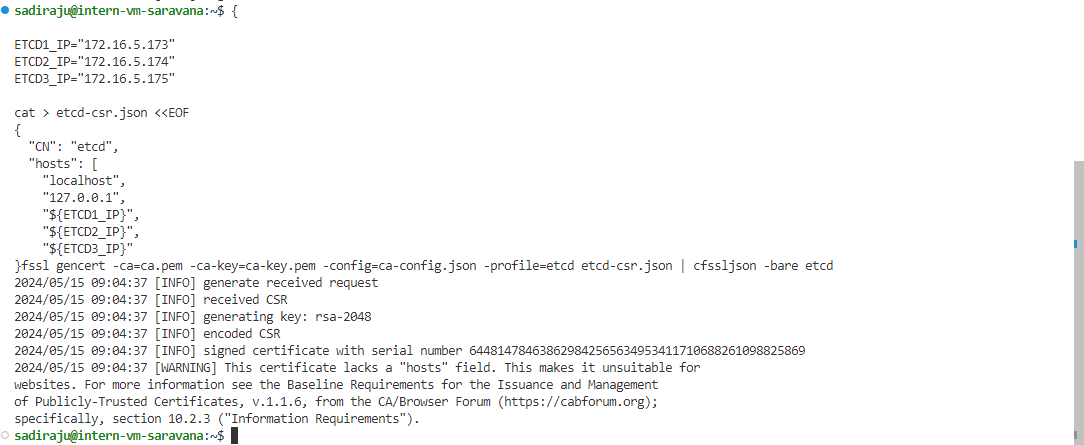 sadiraju@intern-vm-saravana:~$ {
ETCD1_IP="172.16.5.173"
ETCD2_IP="172.16.5.174"
ETCD3_IP="172.16.5.175"
cat > etcd-csr.json <<EOF
{
  "CN": "etcd",
  "hosts": [
    "localhost",
    "127.0.0.1",
    "${ETCD1_IP}",
    "${ETCD2_IP}",
    "${ETCD3_IP}"
}fssl gencert -ca=ca.pem -ca-key=ca-key.pem -config=ca-config.json -profile=etcd etcd-csr.json | cfssljson -bare etcd
2024/05/15 09:04:37 [INFO] generate received request
2024/05/15 09:04:37 [INFO] received CSR
2024/05/15 09:04:37 [INFO] generating key: rsa-2048
2024/05/15 09:04:37 [INFO] encoded CSR
2024/05/15 09:04:37 [INFO] signed certificate with serial number 644814784638629842565634953411710688261098825869
2024/05/15 09:04:37 [WARNING] This certificate lacks a "hosts" field. This makes it unsuitable for
websites. For more information see the Baseline Requirements for the Issuance and Management
of Publicly-Trusted Certificates, v.1.1.6, from the CA/Browser Forum (https://cabforum.org);
specifically, section 10.2.3 ("Information Requirements").
sadiraju@intern-vm-saravana:~$